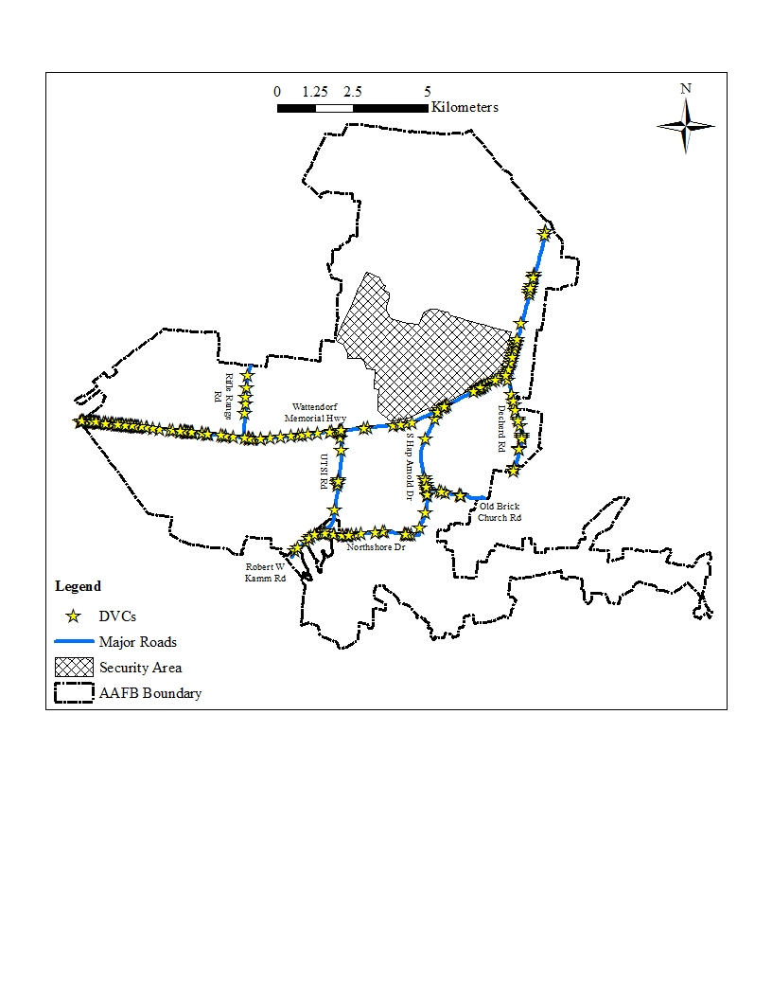 0 1.25 2.5 5
Kilometers
N
Rifle Range
Rd
Wattendorf
Memorial Hwy
UTSI Rd
S Hap Arnold Dr
Decherd Rd
Old Brick
Church Rd
Northshore Dr
Robert W
Kamm Rd
Legend
DVCs
Major Roads
Security Area
AAFB Boundary